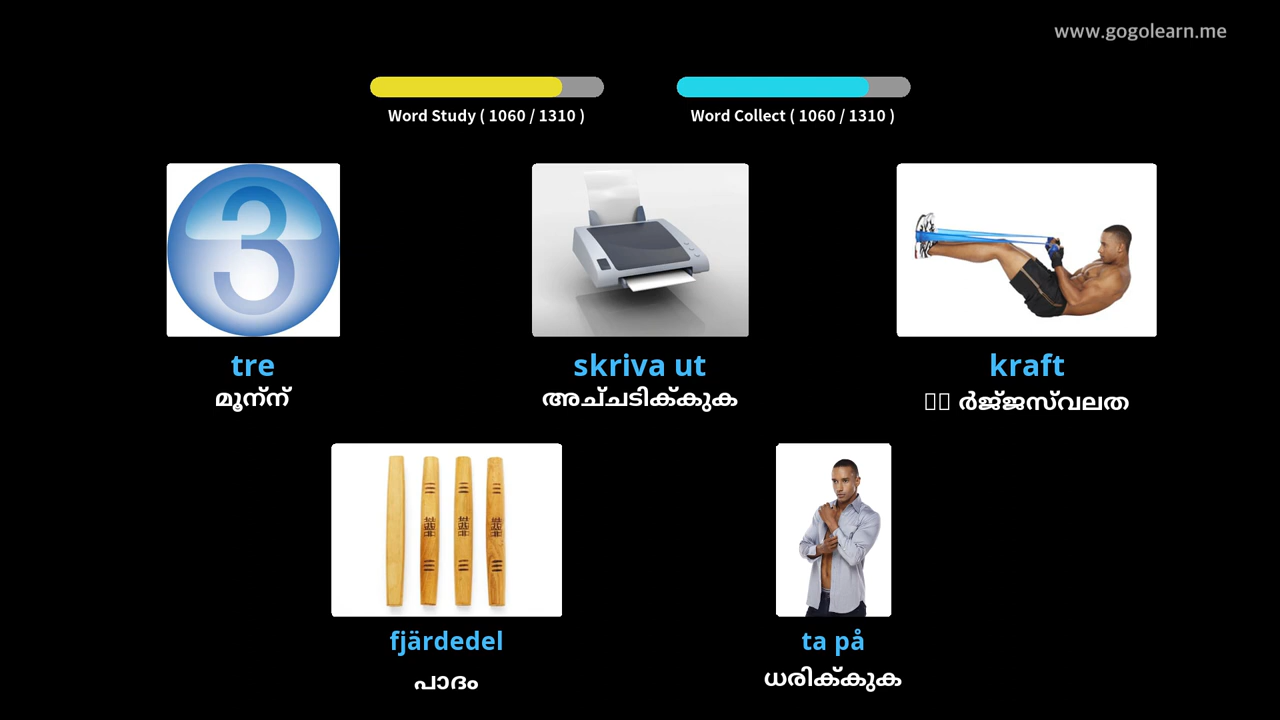 www.gogolearn.me
Word Study ( 1060 / 1310 )
Word Collect ( 1060 / 1310 )
3
tre
മൂന്ന്
skriva ut
അച്ചടിക്കുക
kraft
ർജ്ജസ്വലത
fjärdedel
പാദം
ta på
ധരിക്കുക